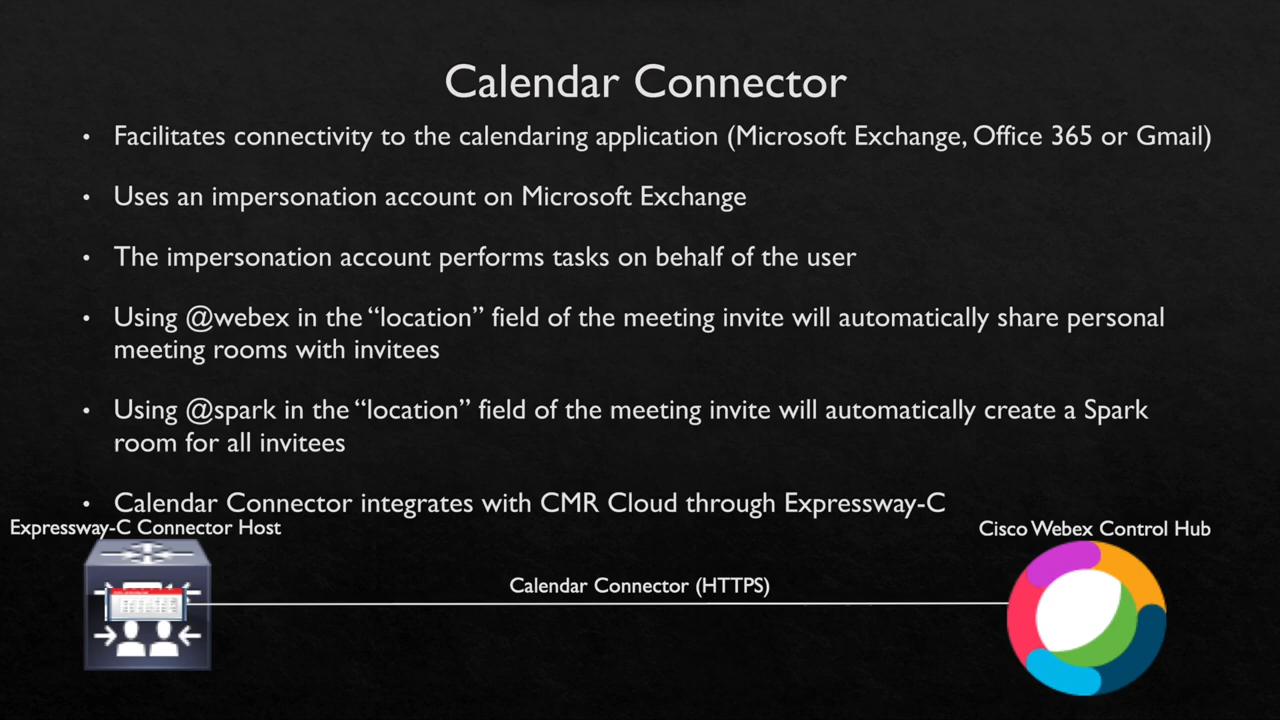 Calendar Connector
• Facilitates connectivity to the calendaring application (Microsoft Exchange, Office 365 or Gmail)
• Uses an impersonation account on Microsoft Exchange
• The impersonation account performs tasks on behalf of the user
• Using @webex in the “location” field of the meeting invite will automatically share personal
meeting rooms with invitees
• Using @spark in the “location” field of the meeting invite will automatically create a Spark
room for all invitees
• Calendar Connector integrates with CMR Cloud through Expressway-C
Expressway-C Connector Host
Cisco Webex Control Hub
Calendar Connector (HTTPS)